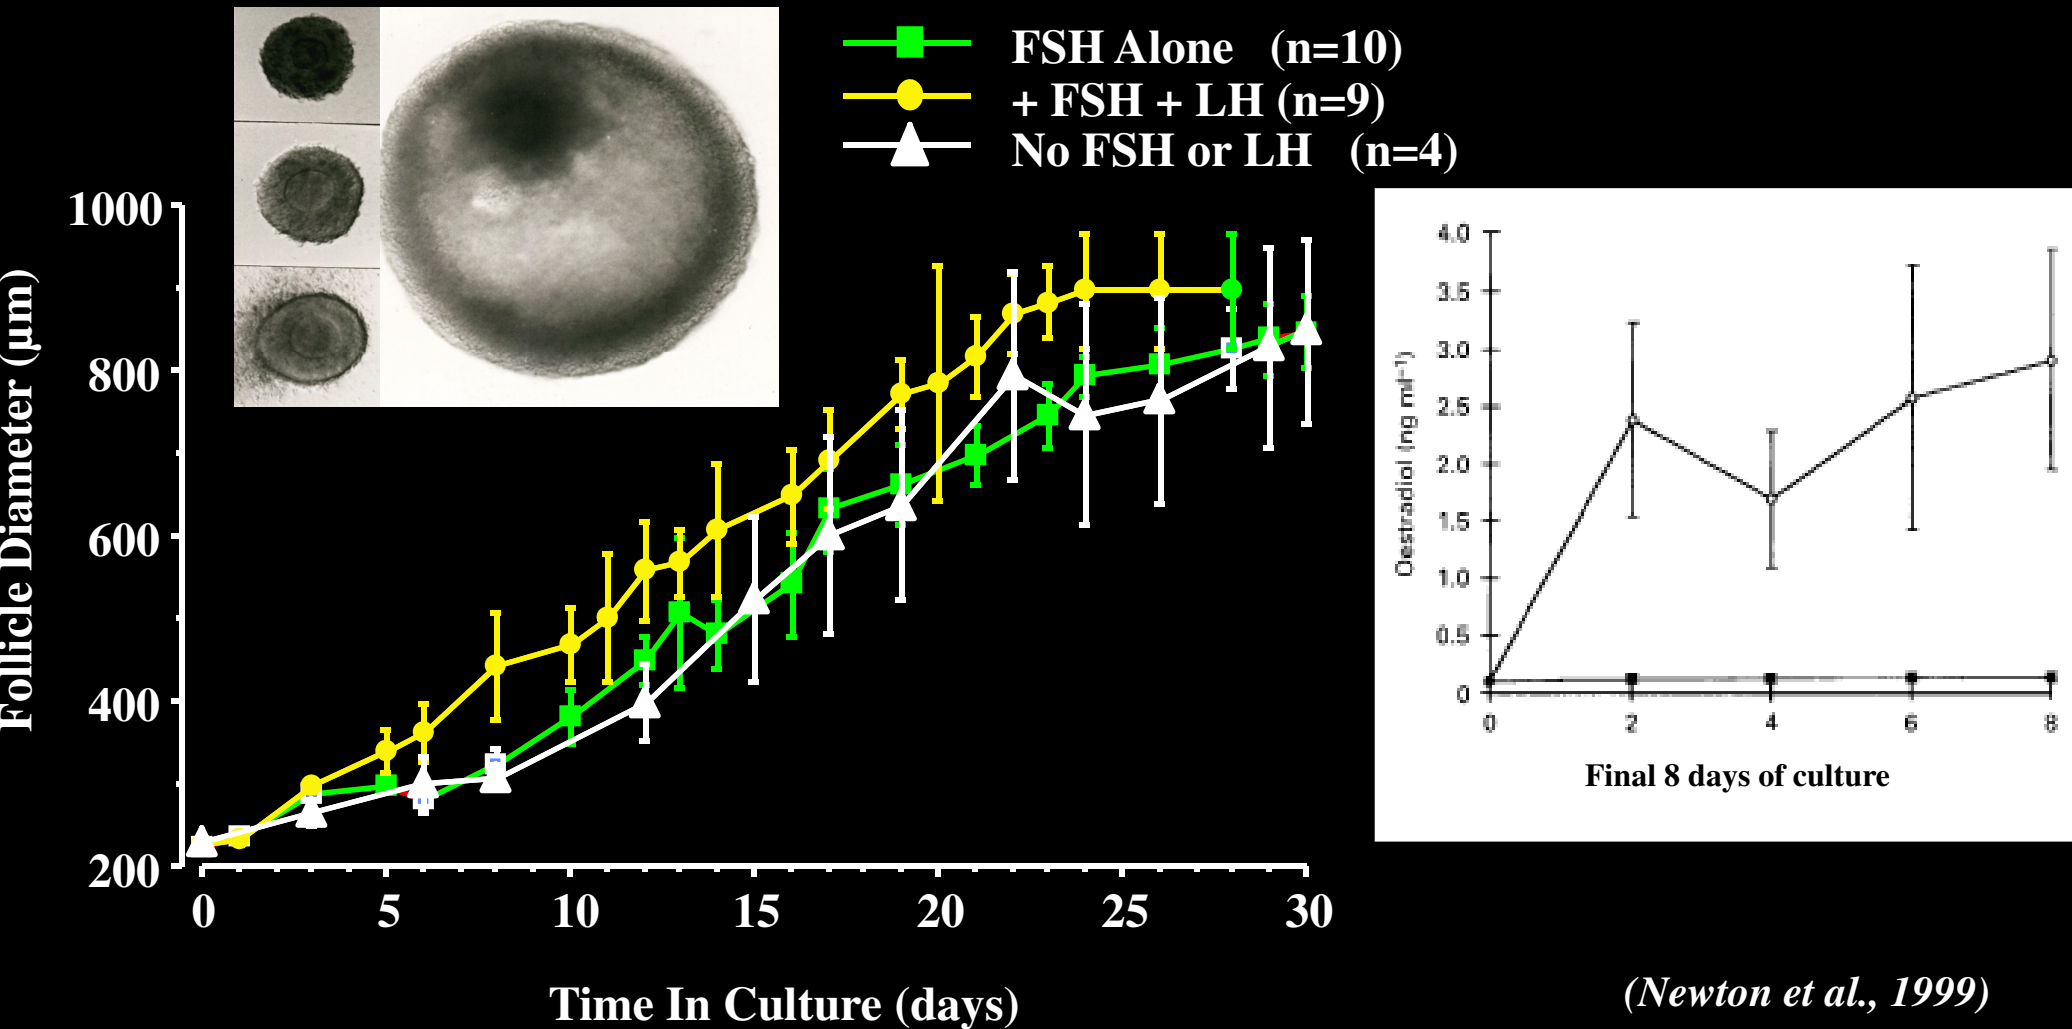 FSH Alone (n=10)
+ FSH + LH (n=9)
No FSH or LH (n=4)
Follicle Diameter (µm)
1000
800
600
400
200
0 5 10 15 20 25 30
Time In Culture (days)
Oestradiol (ng ml⁻¹)
4.0
3.5
3.0
2.5
2.0
1.5
1.0
0.5
0
0 2 4 6 8
Final 8 days of culture
(Newton et al., 1999)